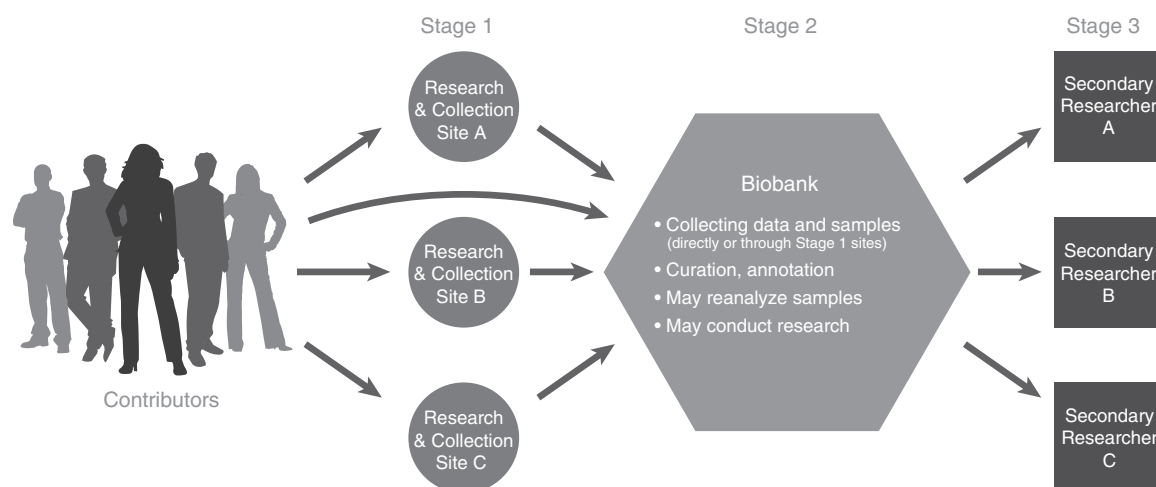 Stage 1
Stage 2
Stage 3
Research
& Collection
Site A
Research
& Collection
Site B
Research
& Collection
Site C
Contributors
Biobank
• Collecting data and samples
(directly or through Stage 1 sites)
• Curation, annotation
• May reanalyze samples
• May conduct research
Secondary
Researcher
A
Secondary
Researcher
B
Secondary
Researcher
C